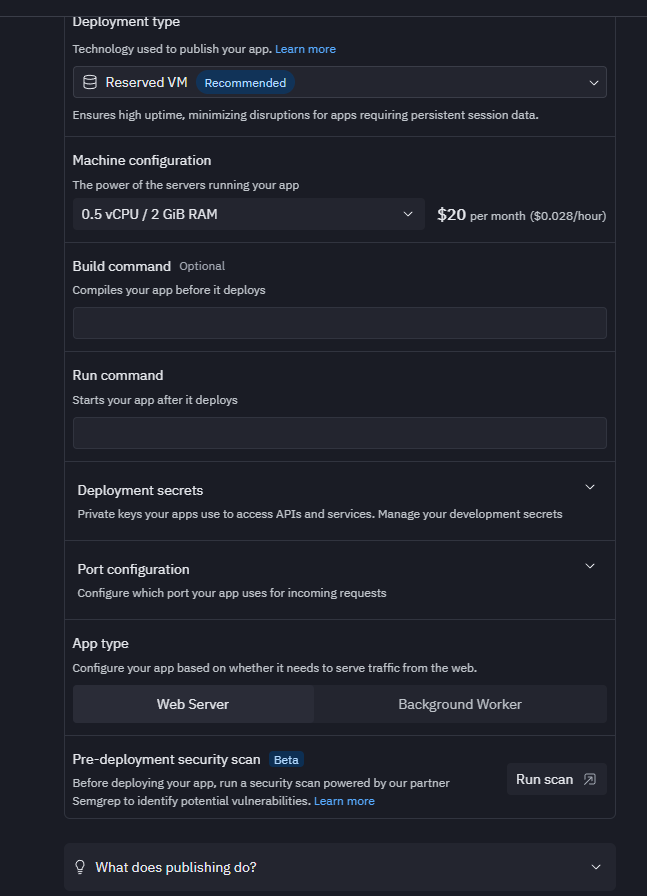 Deployment type
Technology used to publish your app. Learn more
Reserved VM Recommended
Ensures high uptime, minimizing disruptions for apps requiring persistent session data.
Machine configuration
The power of the servers running your app
0.5 vCPU / 2 GiB RAM $20 per month ($0.028/hour)
Build command Optional
Compiles your app before it deploys
Run command
Starts your app after it deploys
Deployment secrets
Private keys your apps use to access APIs and services. Manage your development secrets
Port configuration
Configure which port your app uses for incoming requests
App type
Configure your app based on whether it needs to serve traffic from the web.
Web Server Background Worker
Pre-deployment security scan Beta
Before deploying your app, run a security scan powered by our partner
Semgrep to identify potential vulnerabilities. Learn more
Run scan
What does publishing do?